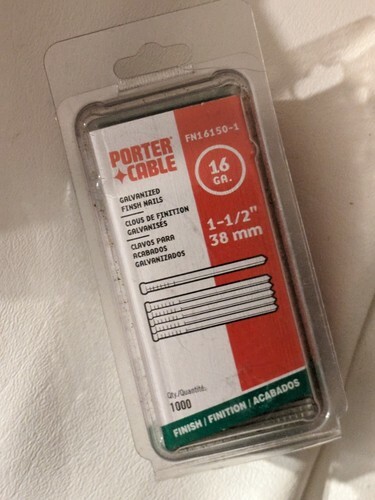 FN16150-1
PORTER
CABLE
16
GA.
GALVANIZED
FINSH NAILS
CLOUS DE FINITION
GALVANISÉS
CLAVOS PARA
ACABADOS
GALVANIZADOS
1-1/2"
38 mm
Qty./Quantité:
1000
FINISH / FINITION / ACABADOS